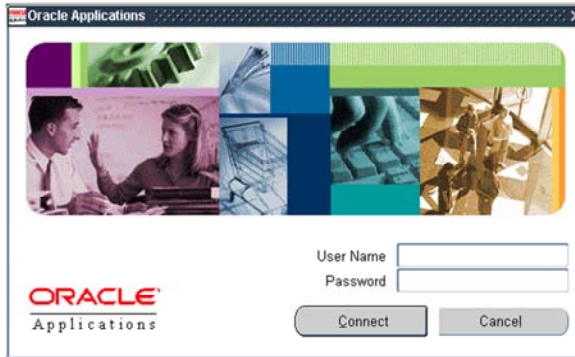 Oracle Applications
User Name
Password
ORACLE
Applications
Connect
Cancel